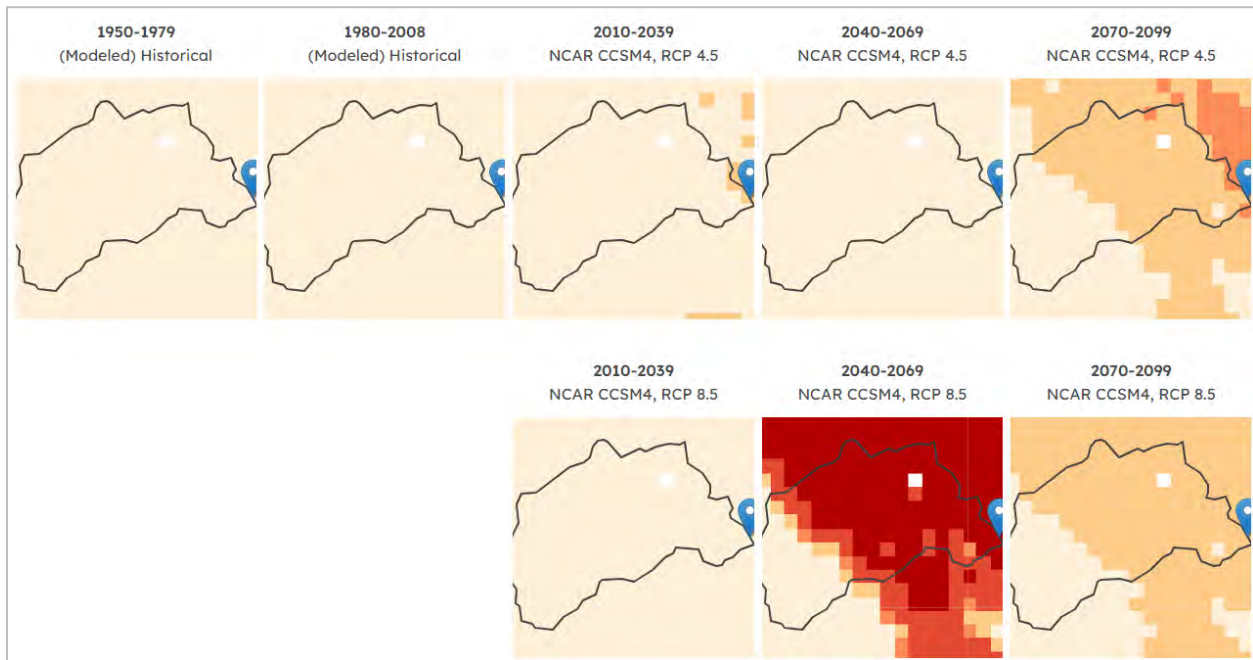 1950-1979
(Modeled) Historical
1980-2008
(Modeled) Historical
2010-2039
NCAR CCSM4, RCP 4.5
2040-2069
NCAR CCSM4, RCP 4.5
2070-2099
NCAR CCSM4, RCP 4.5
2010-2039
NCAR CCSM4, RCP 8.5
2040-2069
NCAR CCSM4, RCP 8.5
2070-2099
NCAR CCSM4, RCP 8.5